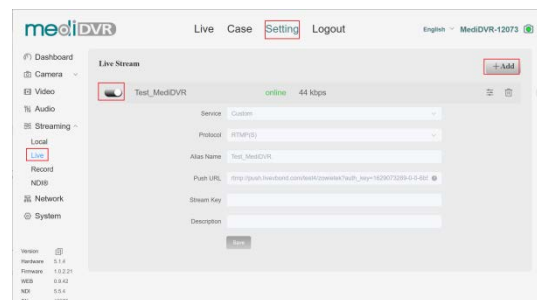 mediDVR
Live Case Setting Logout
English MediDVR-12073
Dashboard
Camera
Video
Audio
Streaming
Local
Live
Record
NDI®
Network
System
Version
Hardware 5.1.#
Firmware 1.0.2.21
WEB 0.9.42
NDI 5.5.4
Live Stream
+Add
Test_MediDVR online 44 kbps
Service Custom
Protocol RTMP(S)
Alias Name Test_MediDVR
Push URL
Stream Key
Description
Save